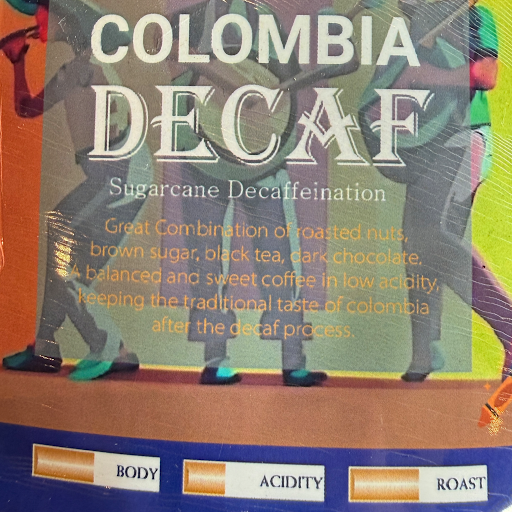 COLOMBIA
DECAF
Sugarcane Decaffeination
Great Combination of roasted nuts,
brown sugar, black tea, dark chocolate.
A balanced and sweet coffee in low acidity,
keeping the traditional taste of colombia
after the decaf process.
BODY ACIDITY ROAST